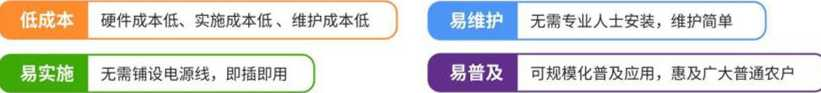 低成本 硬件成本低、实施成本低、维护成本低
易维护 无需专业人士安装，维护简单
易实施 无需铺设电源线，即插即用
易普及 可规模化普及应用，惠及广大普通农户